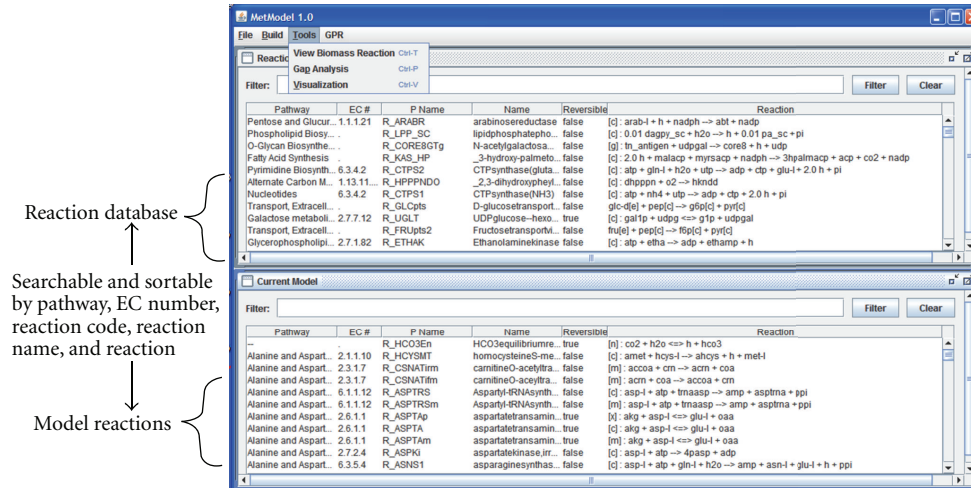 MetModel 1.0
File Build Tools GPR
View Biomass Reaction Ctrl-T
Gap Analysis Ctrl-P
Visualization Ctrl-V
Filter: Filter Clear
Pathway EC # P Name Name Reversible Reaction
Pentose and Glucur... 1.1.1.21 R_ARABR arabinosereductase false [c] : arab-l + h + nadph --> abt + nadp
Phospholipid Biosy... . R_LPP_SC lipidphosphatepho... false [c] : 0.01 dagpy_sc + h2o --> h + 0.01 pa_sc + pi
O-Glycan Biosynthe... . R_CORE8GTg N-acetylgalactosa... false [g] : tn_antigen + udpgal --> core8 + h + udp
Fatty Acid Synthesis . R_KAS_HP _3-hydroxy-palmeto... false [c] : 2.0 h + malacp + myrsacp + nadph --> 3hpalmacp + acp + co2 + nadp
Pyrimidine Biosynth... 6.3.4.2 R_CTPS2 CTPsynthase(gluta... false [c] : atp + gln-l + h2o + utp --> adp + ctp + glu-l + 2.0 h + pi
Alternate Carbon M... 1.13.11.... R_HPPPNDO _2,3-dihydroxypheyl... false [c] : dhpppn + o2 --> hkndd
Nucleotides 6.3.4.2 R_CTPS1 CTPsynthase(NH3) false [c] : atp + nh4 + utp --> adp + ctp + 2.0 h + pi
Transport, Extracell... . R_GLCpts D-glucosetransport... false glc-d[e] + pep[c] --> g6p[c] + pyr[c]
Galactose metaboli... 2.7.7.12 R_UGLT UDPglucose--hexo... true [c] : gal1p + udpg <=> g1p + udpgal
Transport, Extracell... . R_FRUpts2 Fructosetransportvi... false fru[e] + pep[c] --> f6p[c] + pyr[c]
Glycerophospholipi... 2.7.1.82 R_ETHAK Ethanolaminekinase false [c] : atp + etha --> adp + ethamp + h
Reaction database
Searchable and sortable
by pathway, EC number,
reaction code, reaction
name, and reaction
Model reactions
Current Model
Filter: Filter Clear
Pathway EC # P Name Name Reversible Reaction
-- . R_HCO3En HCO3equilibriumre... true [n] : co2 + h2o <=> h + hco3
Alanine and Aspart... 2.1.1.10 R_HCYSMT homocysteineS-me... false [c] : amet + hcys-l --> ahcys + h + met-l
Alanine and Aspart... 2.3.1.7 R_CSNATirm carnitineO-acetyltra... false [m] : accoa + crn --> acrn + coa
Alanine and Aspart... 2.3.1.7 R_CSNATifm carnitineO-aceyltra... false [m] : acrn + coa --> accoa + crn
Alanine and Aspart... 6.1.1.12 R_ASPTRS Aspartyl-tRNAsynth... false [c] : asp-l + atp + trnaasp --> amp + asptrna + ppi
Alanine and Aspart... 6.1.1.12 R_ASPTRSm Aspartyl-tRNAsynth... false [m] : asp-l + atp + trnaasp --> amp + asptrna + ppi
Alanine and Aspart... 2.6.1.1 R_ASPTAp aspartatetransamin... true [x] : akg + asp-l <=> glu-l + oaa
Alanine and Aspart... 2.6.1.1 R_ASPTA aspartatetransamin... true [c] : akg + asp-l <=> glu-l + oaa
Alanine and Aspart... 2.6.1.1 R_ASPTAm aspartatetransamin... true [m] : akg + asp-l <=> glu-l + oaa
Alanine and Aspart... 2.7.2.4 R_ASPKi aspartatekinase,irr... false [c] : asp-l + atp --> 4pasp + adp
Alanine and Aspart... 6.3.5.4 R_ASNS1 asparaginesynthas... false [c] : asp-l + atp + gln-l + h2o --> amp + asn-l + glu-l + h + ppi